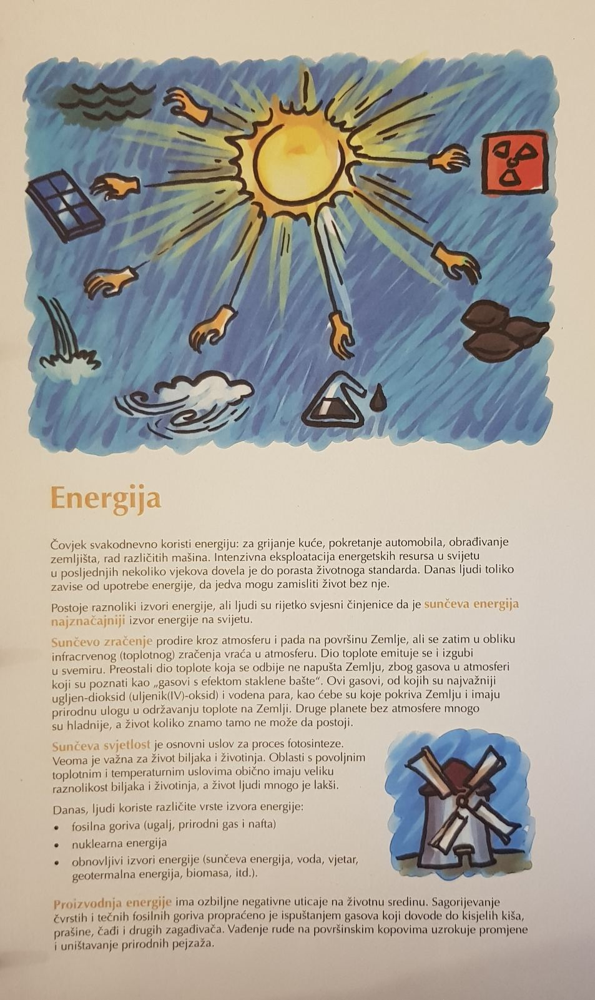 Energija
Čovjek svakodnevno koristi energiju: za grijanje kuće, pokretanje automobila, obrađivanje
zemljišta, rad različitih mašina. Intenzivna eksploatacija energetskih resursa u svijetu
u posljednjih nekoliko vjekova dovela je do porasta životnoga standarda. Danas ljudi toliko
zavise od upotrebe energije, da jedva mogu zamisliti život bez nje.
Postoje raznoliki izvori energije, ali ljudi su rijetko svjesni činjenice da je sunčeva energija
najznačajniji izvor energije na svijetu.
Sunčevo zračenje prodire kroz atmosferu i pada na površinu Zemlje, ali se zatim u obliku
infracrvenog (toplotnog) zračenja vraća u atmosferu. Dio toplote emituje se i izgubi
u svemiru. Preostali dio toplote koja se odbije ne napušta Zemlju, zbog gasova u atmosferi
koji su poznati kao „gasovi s efektom staklene bašte“. Ovi gasovi, od kojih su najvažniji
ugljen-dioksid (uljenik(IV)-oksid) i vodena para, kao ćebe su koje pokriva Zemlju i imaju
prirodnu ulogu u održavanju toplote na Zemlji. Druge planete bez atmosfere mnogo
su hladnije, a život koliko znamo tamo ne može da postoji.
Sunčeva svjetlost je osnovni uslov za proces fotosinteze.
Veoma je važna za život biljaka i životinja. Oblasti s povoljnim
toplotnim i temperaturnim uslovima obično imaju veliku
raznolikost biljaka i životinja, a život ljudi mnogo je lakši.
Danas, ljudi koriste različite vrste izvora energije:
• fosilna goriva (ugalj, prirodni gas i nafta)
• nuklearna energija
• obnovljivi izvori energije (sunčeva energija, voda, vjetar,
geotermalna energija, biomasa, itd.).
Proizvodnja energije ima ozbiljne negativne uticaje na životnu sredinu. Sagorijevanje
čvrstih i tečnih fosilnih goriva propraćeno je ispuštanjem gasova koji dovode do kisjelih kiša,
prašine, čađi i drugih zagađivača. Vađenje rude na površinskim kopovima uzrokuje promjene
i uništavanje prirodnih pejzaža.